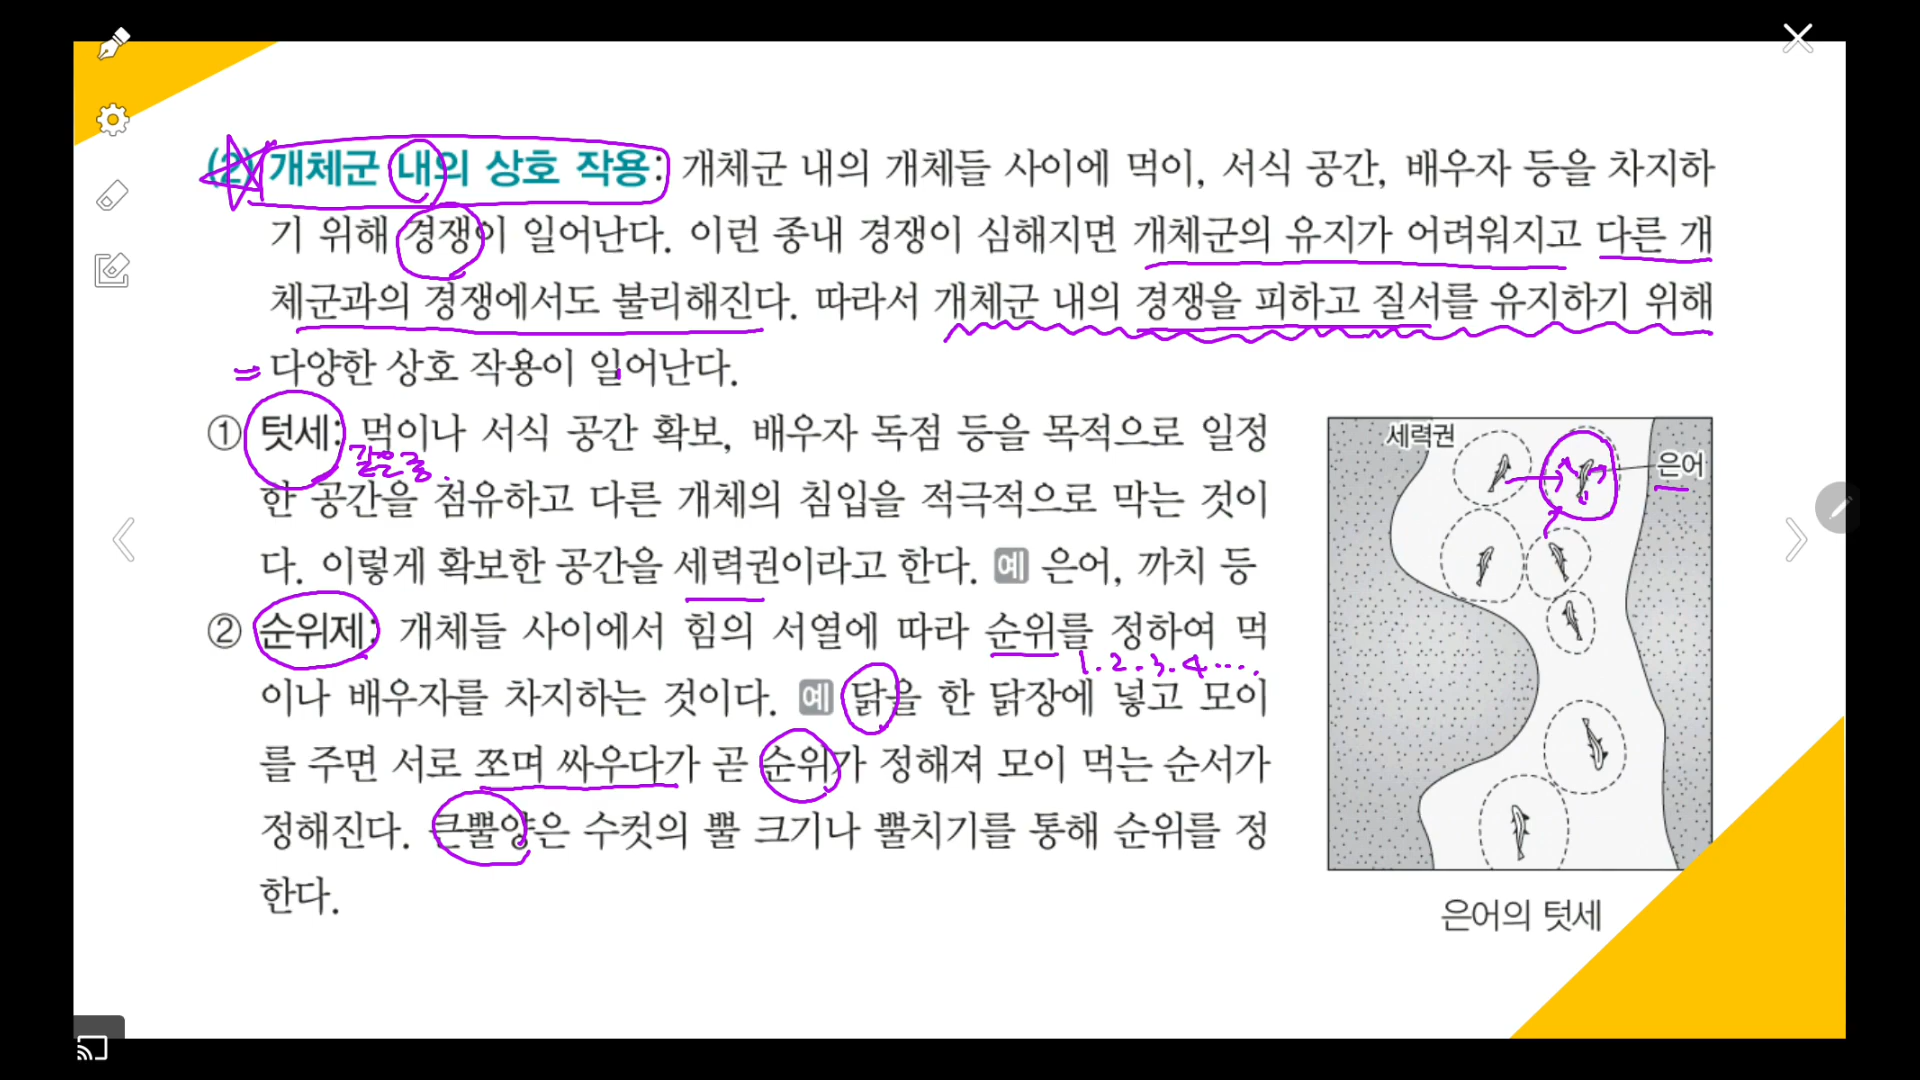 (2) 개체군 내의 상호 작용: 개체군 내의 개체들 사이에 먹이, 서식 공간, 배우자 등을 차지하
기 위해 경쟁이 일어난다. 이런 종내 경쟁이 심해지면 개체군의 유지가 어려워지고 다른 개
체군과의 경쟁에서도 불리해진다. 따라서 개체군 내의 경쟁을 피하고 질서를 유지하기 위해
다양한 상호 작용이 일어난다.
① 텃세: 먹이나 서식 공간 확보, 배우자 독점 등을 목적으로 일정
같은 종.
한 공간을 점유하고 다른 개체의 침입을 적극적으로 막는 것이
다. 이렇게 확보한 공간을 세력권이라고 한다. 예 은어, 까치 등
② 순위제: 개체들 사이에서 힘의 서열에 따라 순위를 정하여 먹
1. 2. 3. 4 ....
이나 배우자를 차지하는 것이다. 예 닭을 한 닭장에 넣고 모이
를 주면 서로 쪼며 싸우다가 곧 순위가 정해져 모이 먹는 순서가
정해진다. 큰뿔양은 수컷의 뿔 크기나 뿔치기를 통해 순위를 정
한다.
세력권
은어
은어의 텃세